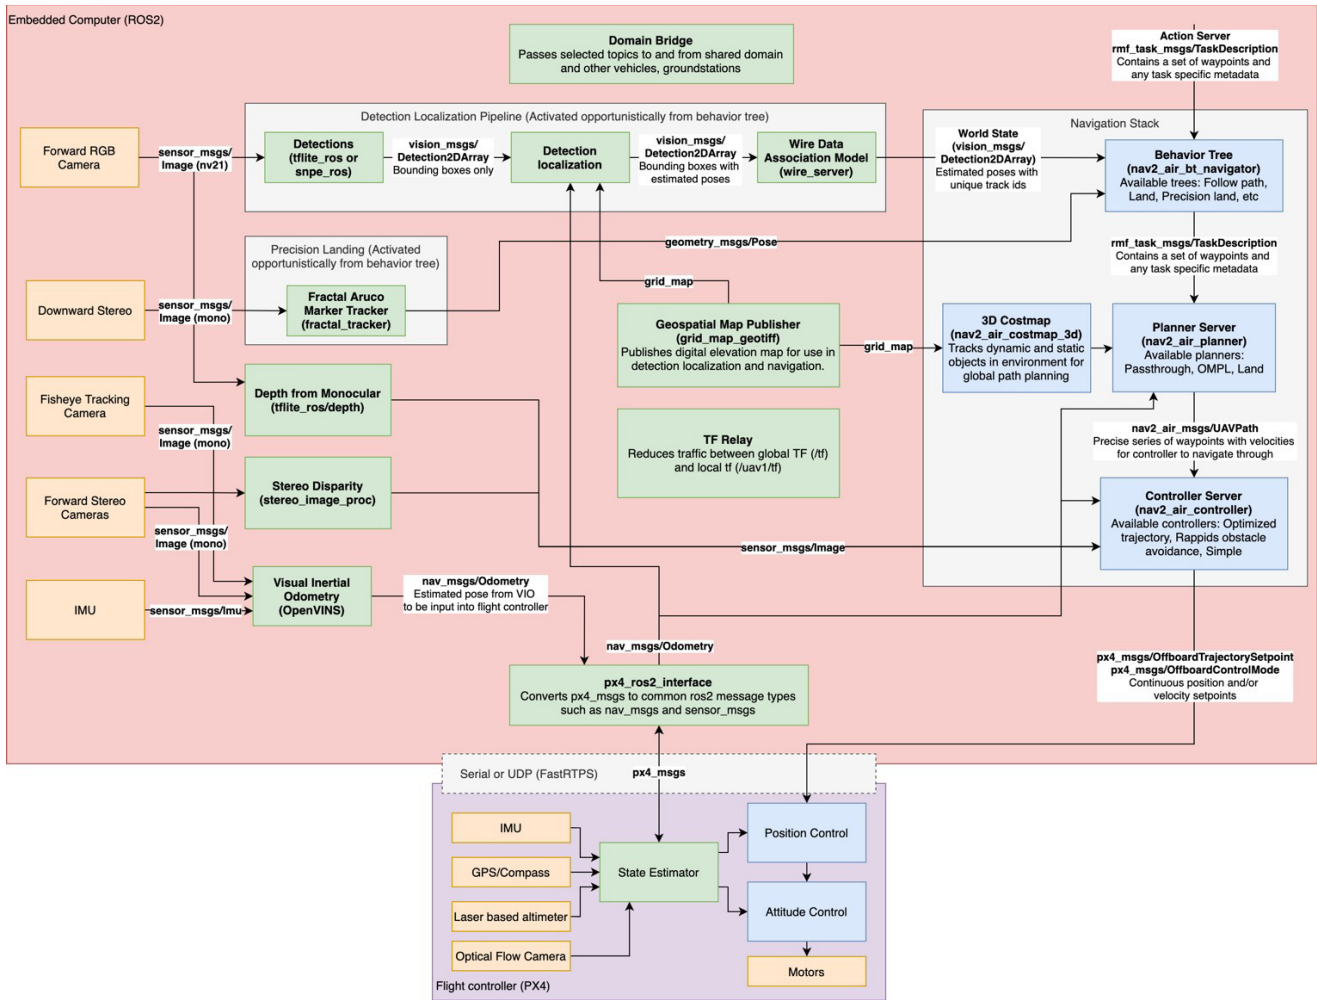 Embedded Computer (ROS2)
Domain Bridge
Passes selected topics to and from shared domain
and other vehicles, groundstations
Action Server
rmf_task_msgs/TaskDescription
Contains a set of waypoints and
any task specific metadata
Detection Localization Pipeline (Activated opportunistically from behavior tree)
Navigation Stack
Forward RGB
Camera
sensor_msgs/
Image (nv21)
Detections
(tflite_ros or
snpe_ros)
vision_msgs/
Detection2DArray
Bounding boxes only
Detection
localization
vision_msgs/
Detection2DArray
Bounding boxes with
estimated poses
Wire Data
Association Model
(wire_server)
World State
(vision_msgs/
Detection2DArray)
Estimated poses with
unique track ids
Behavior Tree
(nav2_air_bt_navigator)
Available trees: Follow path,
Land, Precision land, etc
Precision Landing (Activated
opportunistically from behavior tree)
geometry_msgs/Pose
rmf_task_msgs/TaskDescription
Contains a set of waypoints and
any task specific metadata
grid_map
Downward Stereo
sensor_msgs/
Image (mono)
Fractal Aruco
Marker Tracker
(fractal_tracker)
Geospatial Map Publisher
(grid_map_geotiff)
Publishes digital elevation map for use in
detection localization and navigation.
grid_map
3D Costmap
(nav2_air_costmap_3d)
Tracks dynamic and static
objects in environment for
global path planning
Planner Server
(nav2_air_planner)
Available planners:
Passthrough, OMPL, Land
Fisheye Tracking
Camera
sensor_msgs/
Image (mono)
Depth from Monocular
(tflite_ros/depth)
TF Relay
Reduces traffic between global TF (/tf)
and local tf (/uav1/tf)
nav2_air_msgs/UAVPath
Precise series of waypoints with velocities
for controller to navigate through
Forward Stereo
Cameras
sensor_msgs/
Image (mono)
Stereo Disparity
(stereo_image_proc)
sensor_msgs/Image
Controller Server
(nav2_air_controller)
Available controllers: Optimized
trajectory, Rappids obstacle
avoidance, Simple
IMU
sensor_msgs/Imu
Visual Inertial
Odometry
(OpenVINS)
nav_msgs/Odometry
Estimated pose from VIO
to be input into flight controller
nav_msgs/Odometry
px4_msgs/OffboardTrajectorySetpoint
px4_msgs/OffboardControlMode
Continuous position and/or
velocity setpoints
px4_ros2_interface
Converts px4_msgs to common ros2 message types
such as nav_msgs and sensor_msgs
Serial or UDP (FastRTPS)
px4_msgs
IMU
GPS/Compass
Laser based altimeter
Optical Flow Camera
State Estimator
Position Control
Attitude Control
Motors
Flight controller (PX4)